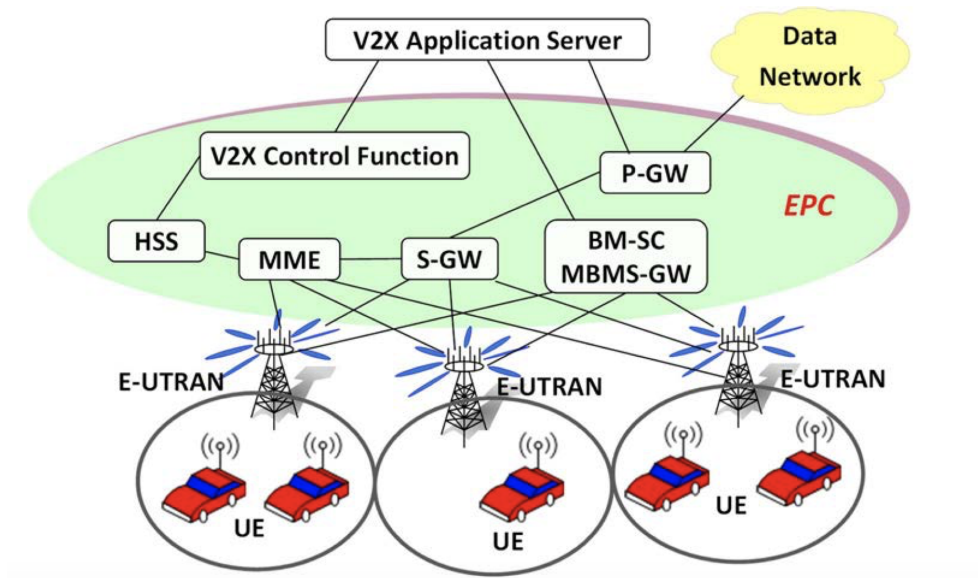 V2X Application Server
Data
Network
V2X Control Function
P-GW
EPC
HSS
MME
S-GW
BM-SC
MBMS-GW
E-UTRAN
E-UTRAN
E-UTRAN
UE
UE
UE